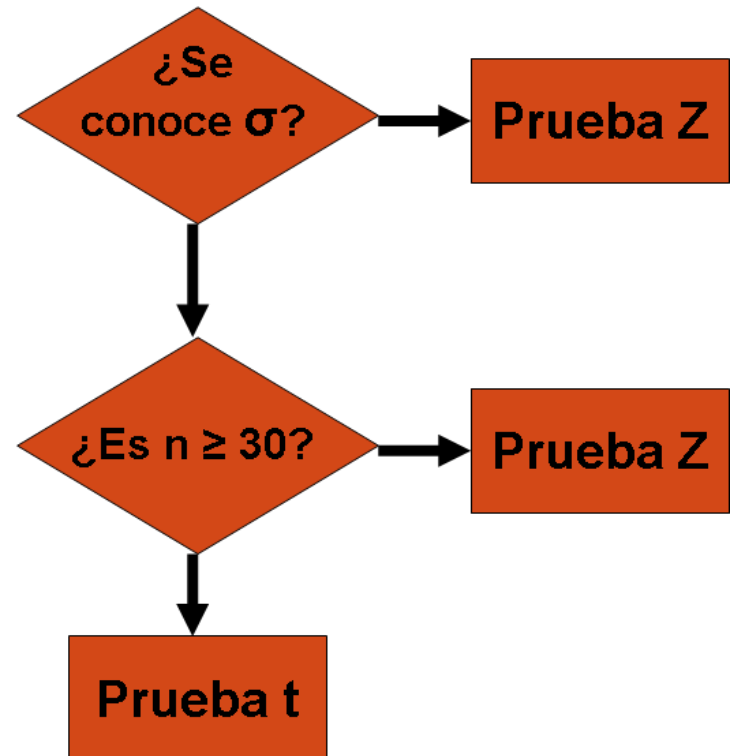 ¿Se
conoce σ?
Prueba Z
¿Es n ≥ 30?
Prueba Z
Prueba t